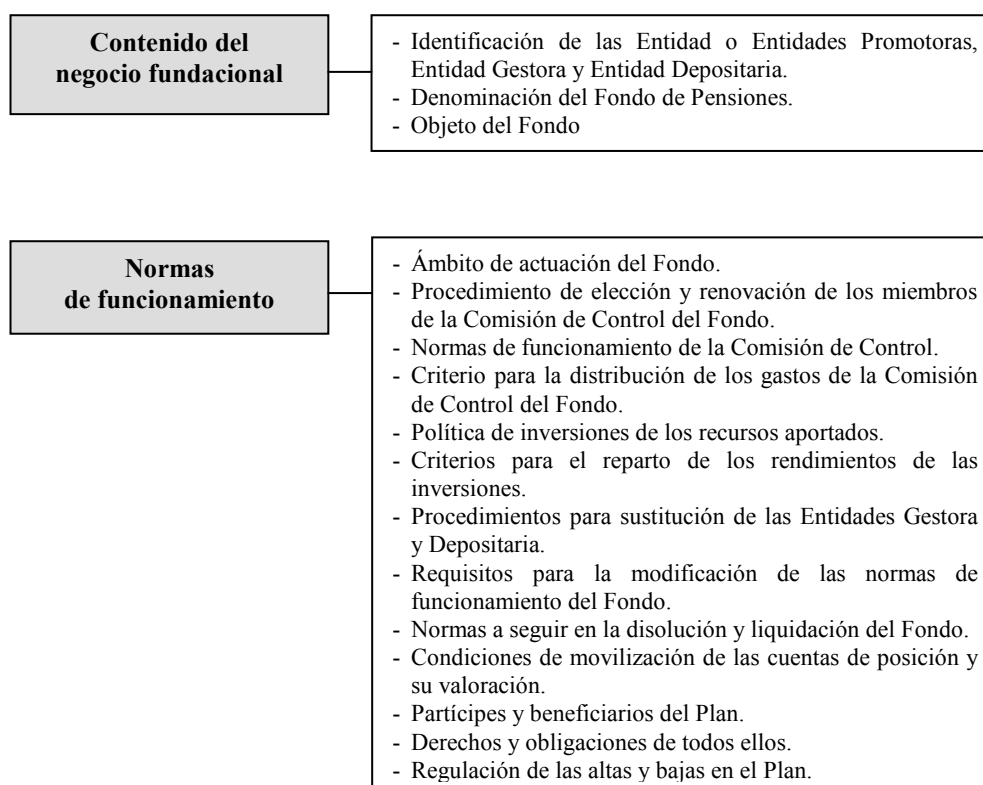 Contenido del
negocio fundacional
- Identificación de las Entidad o Entidades Promotoras,
Entidad Gestora y Entidad Depositaria.
- Denominación del Fondo de Pensiones.
- Objeto del Fondo
Normas
de funcionamiento
- Ámbito de actuación del Fondo.
- Procedimiento de elección y renovación de los miembros
de la Comisión de Control del Fondo.
- Normas de funcionamiento de la Comisión de Control.
- Criterio para la distribución de los gastos de la Comisión
de Control del Fondo.
- Política de inversiones de los recursos aportados.
- Criterios para el reparto de los rendimientos de las
inversiones.
- Procedimientos para sustitución de las Entidades Gestora
y Depositaria.
- Requisitos para la modificación de las normas de
funcionamiento del Fondo.
- Normas a seguir en la disolución y liquidación del Fondo.
- Condiciones de movilización de las cuentas de posición y
su valoración.
- Partícipes y beneficiarios del Plan.
- Derechos y obligaciones de todos ellos.
- Regulación de las altas y bajas en el Plan.